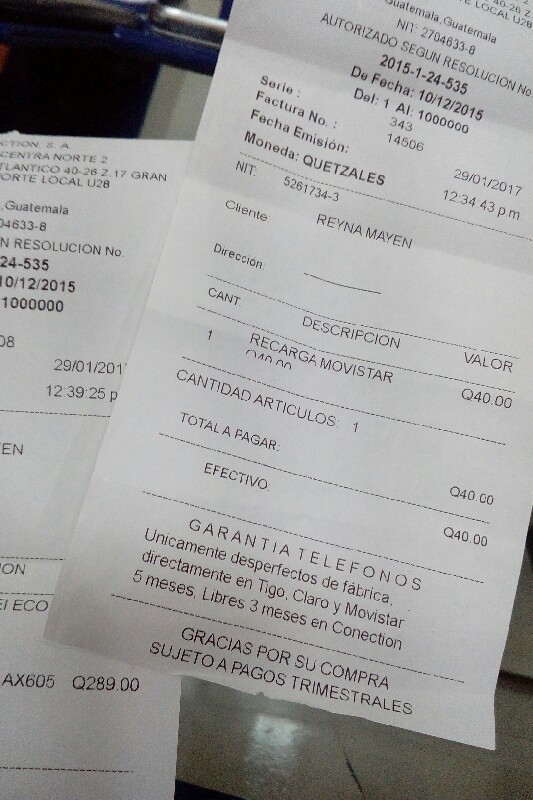 CTION, S. A.
CENTRA NORTE 2
TLANTICO 40-26 Z.17 GRAN
ORTE LOCAL U28
, Guatemala
04633-8
N RESOLUCION No.
24-535
10/12/2015
1000000
08
29/01/201
12:39:25 p
EN
ION
EI ECO
AX605 Q289.00
40-26 Z
RTE LOCAL U28
Guatemala, Guatemala
NIT: 2704633-8
AUTORIZADO SEGUN RESOLUCION No
2015-1-24-535
De Fecha: 10/12/2015
Del: 1 Al: 1000000
Serie : 343
Factura No. : 14506
Fecha Emisión: 29/01/2017
Moneda: QUETZALES 12:34:43 p.m
NIT: 5261734-3
Cliente REYNA MAYEN
Dirección:
CANT. DESCRIPCION VALOR
1 RECARGA MOVISTAR Q40.00
Q40.00
CANTIDAD ARTICULOS: 1
TOTAL A PAGAR: Q40.00
EFECTIVO: Q40.00
GARANTIA TELEFONOS
Unicamente desperfectos de fábrica,
directamente en Tigo, Claro y Movistar
5 meses, Libres 3 meses en Conection
GRACIAS POR SU COMPRA
SUJETO A PAGOS TRIMESTRALES